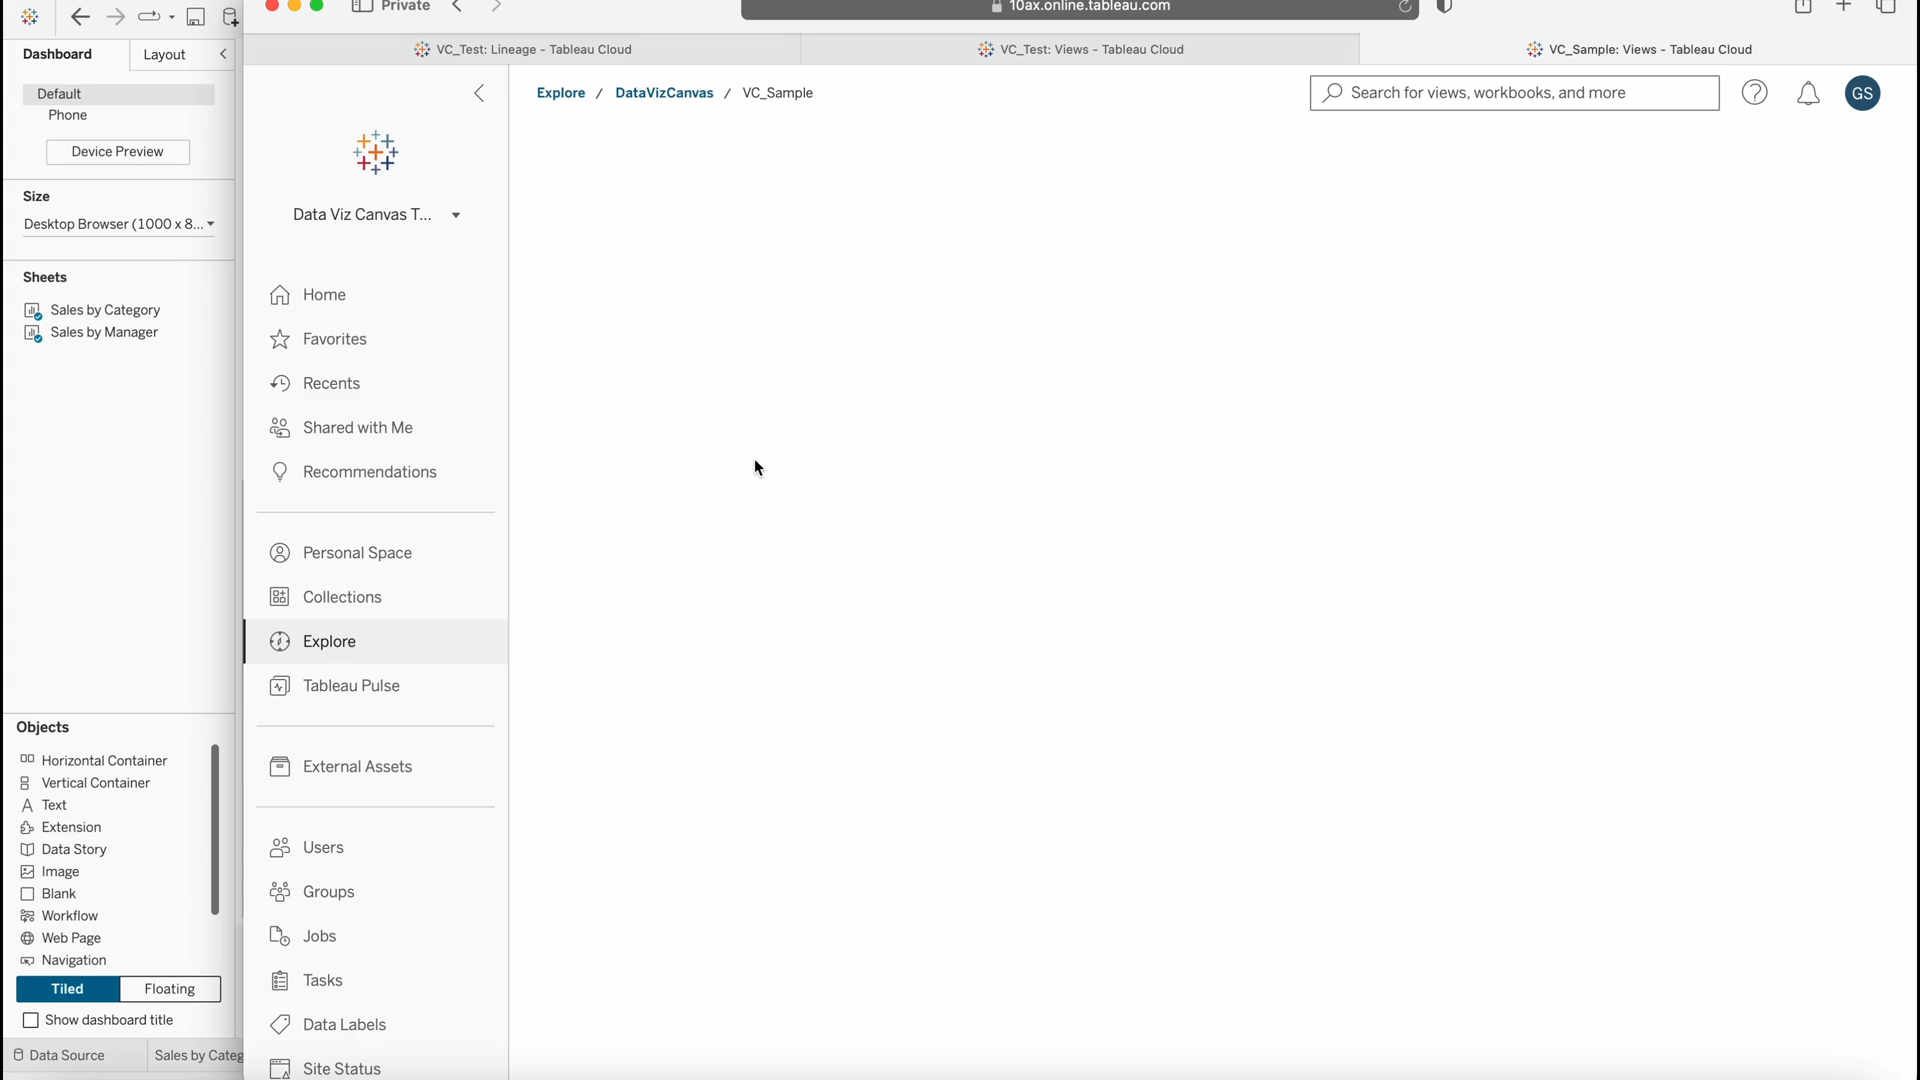 Private
10ax.online.tableau.com
Dashboard
Layout
VC_Test: Lineage - Tableau Cloud
VC_Test: Views - Tableau Cloud
VC_Sample: Views - Tableau Cloud
Default
Phone
Device Preview
Size
Desktop Browser (1000 x 8...
Sheets
Sales by Category
Sales by Manager
Objects
Horizontal Container
Vertical Container
Text
Extension
Data Story
Image
Blank
Workflow
Web Page
Navigation
Tiled
Floating
Show dashboard title
Data Source
Sales by Categ
Data Viz Canvas T...
Home
Favorites
Recents
Shared with Me
Recommendations
Personal Space
Collections
Explore
Tableau Pulse
External Assets
Users
Groups
Jobs
Tasks
Data Labels
Site Status
Explore / DataVizCanvas / VC_Sample
Search for views, workbooks, and more
GS